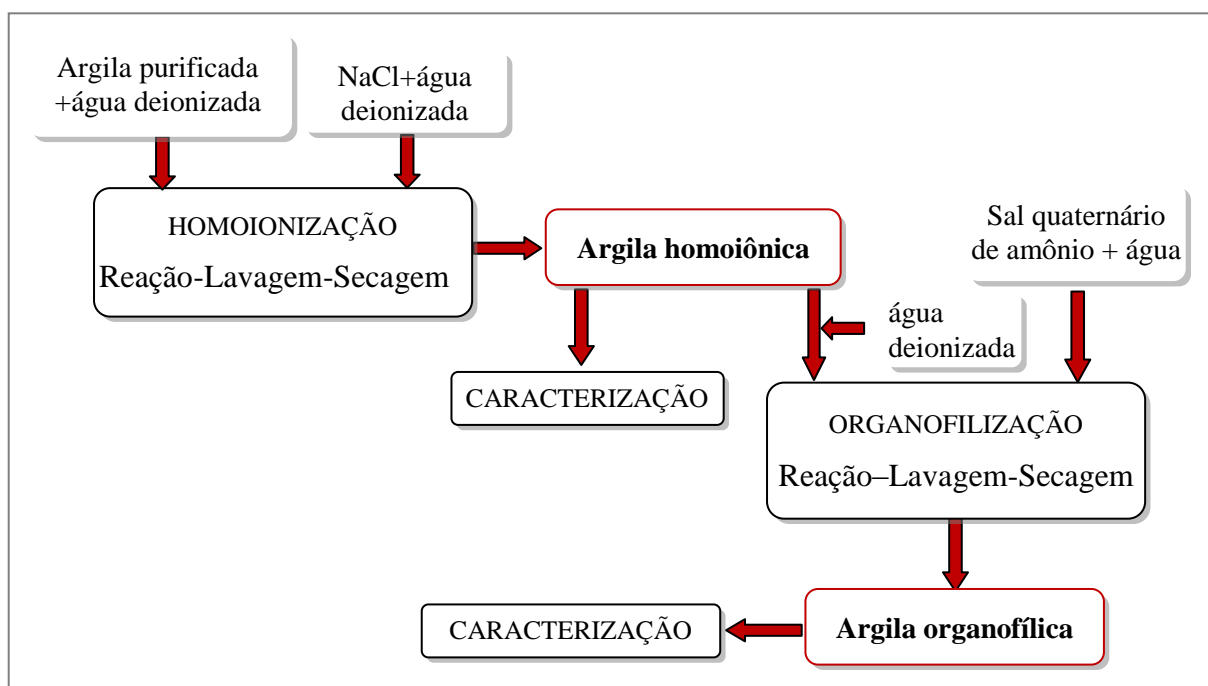 Argila purificada
+água deionizada
NaCl+água
deionizada
HOMOIONIZAÇÃO
Reação-Lavagem-Secagem
Argila homoiônica
Sal quaternário
de amônio + água
água
deionizada
CARACTERIZAÇÃO
ORGANOFILIZAÇÃO
Reação–Lavagem-Secagem
CARACTERIZAÇÃO
Argila organofílica